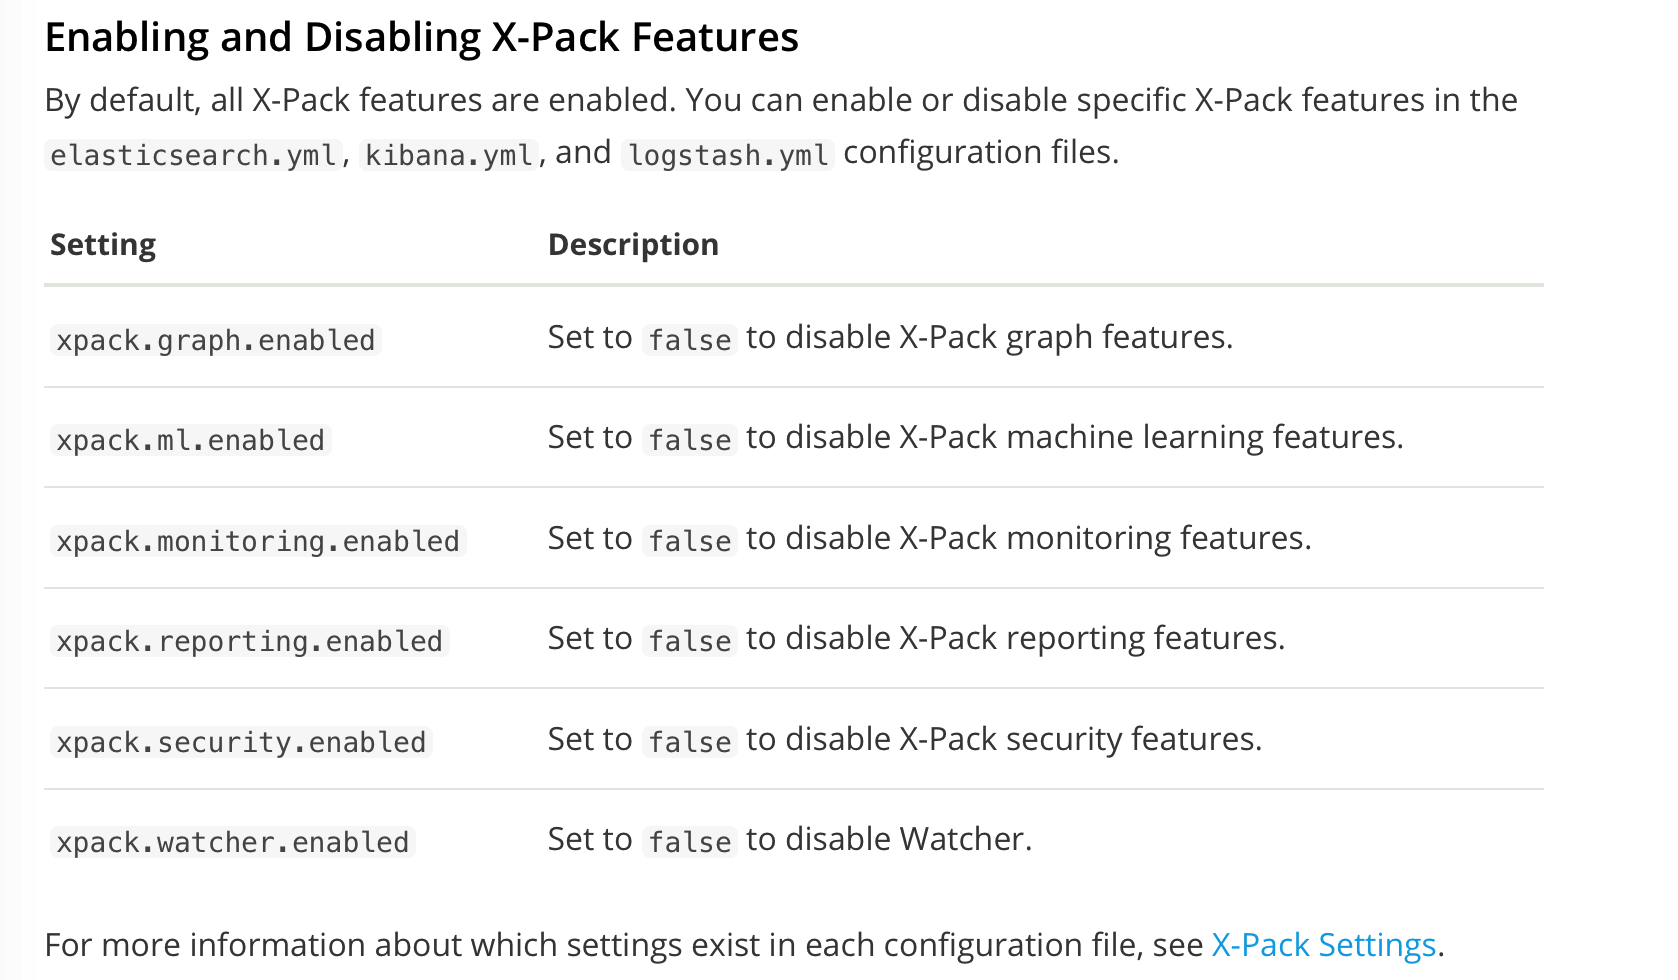 Enabling and Disabling X-Pack Features
By default, all X-Pack features are enabled. You can enable or disable specific X-Pack features in the
elasticsearch.yml, kibana.yml, and logstash.yml configuration files.
Setting Description
xpack.graph.enabled Set to false to disable X-Pack graph features.
xpack.ml.enabled Set to false to disable X-Pack machine learning features.
xpack.monitoring.enabled Set to false to disable X-Pack monitoring features.
xpack.reporting.enabled Set to false to disable X-Pack reporting features.
xpack.security.enabled Set to false to disable X-Pack security features.
xpack.watcher.enabled Set to false to disable Watcher.
For more information about which settings exist in each configuration file, see X-Pack Settings.